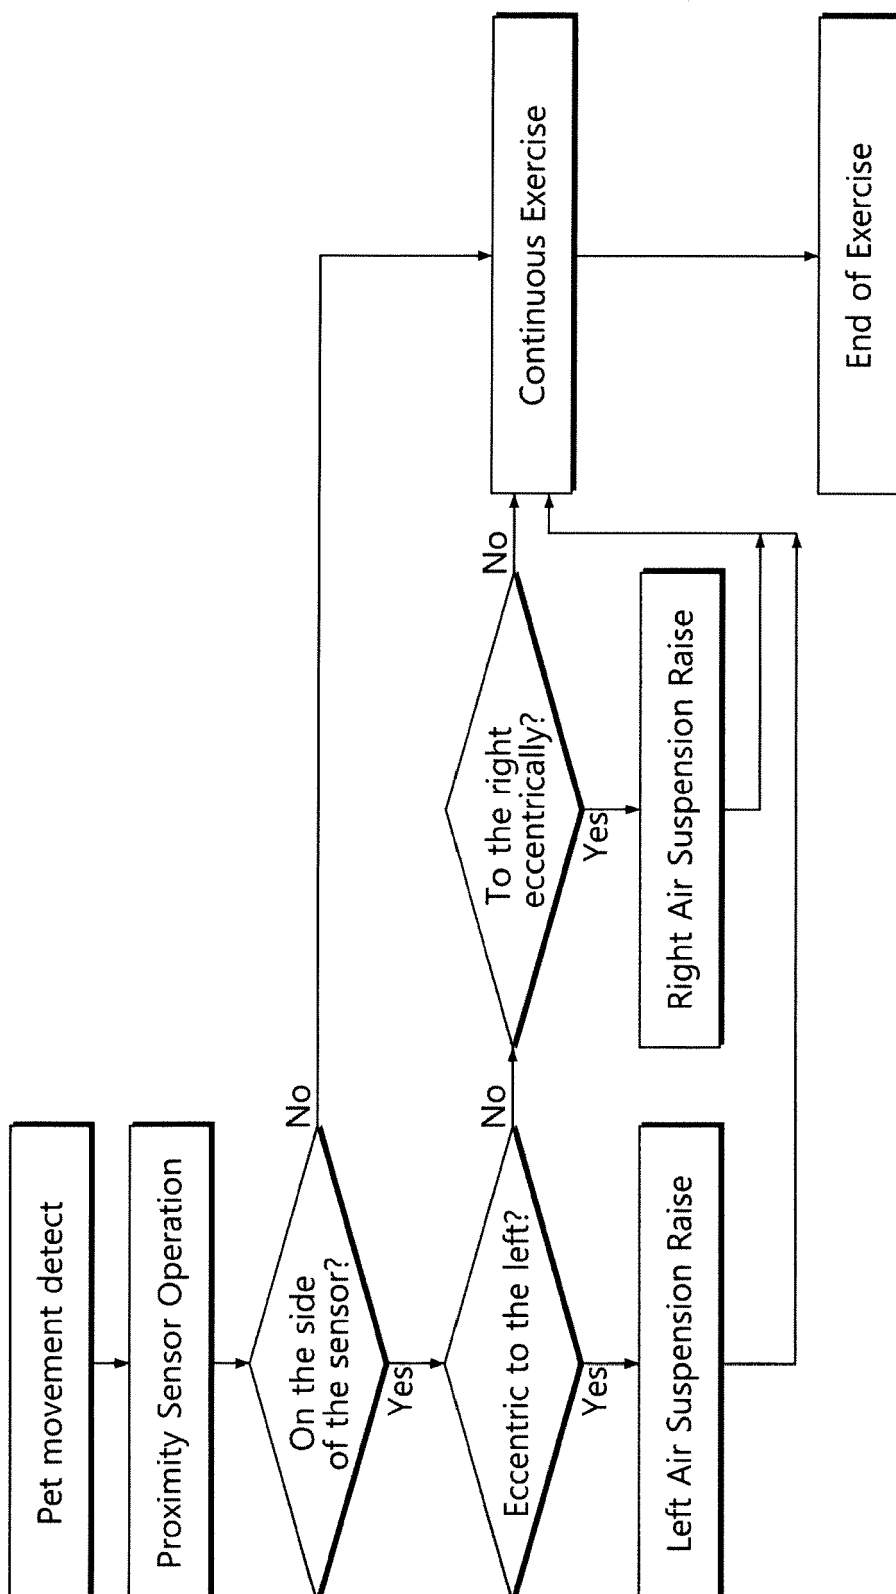 Pet movement detect
Proximity Sensor Operation
On the side
of the sensor?
No
Yes
Eccentric to the left?
No
Yes
To the right
eccentrically?
No
Yes
Left Air Suspension Raise
Right Air Suspension Raise
Continuous Exercise
End of Exercise